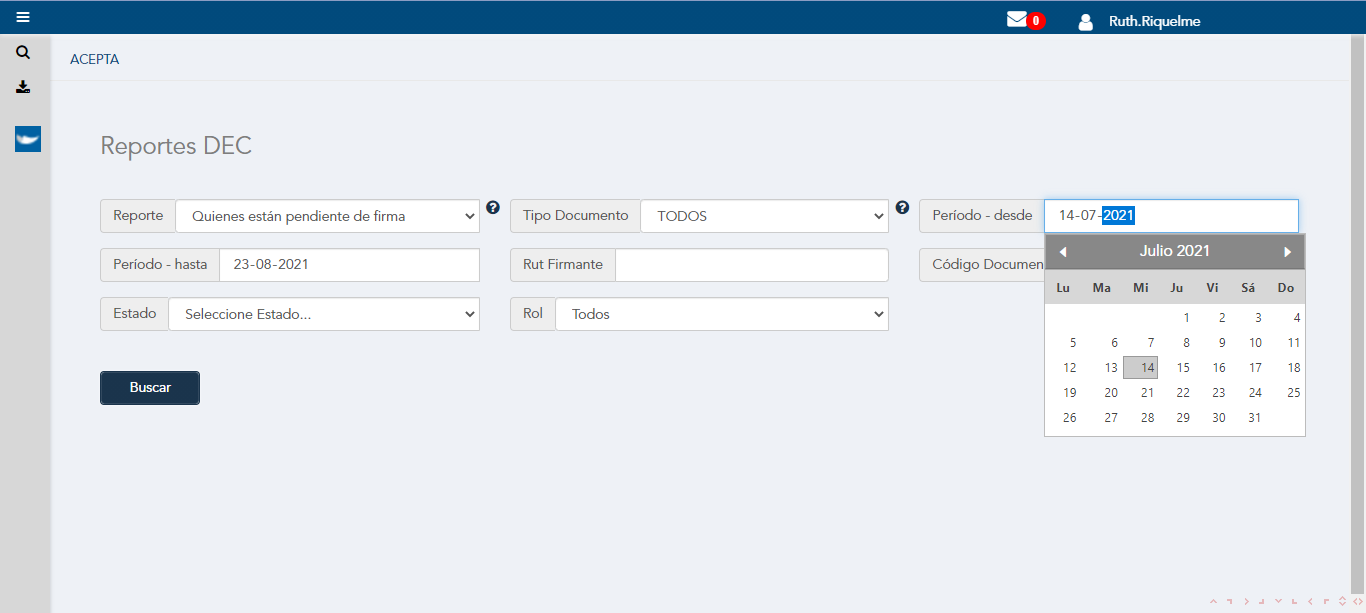 0 Ruth.Riquelme
ACEPTA
Reportes DEC
Reporte Quienes están pendiente de firma ? Tipo Documento TODOS ? Período - desde 14-07-2021
Período - hasta 23-08-2021 Rut Firmante Código Documen
Estado Seleccione Estado... Rol Todos
Buscar
Julio 2021
Lu Ma Mi Ju Vi Sá Do
1 2 3 4
5 6 7 8 9 10 11
12 13 14 15 16 17 18
19 20 21 22 23 24 25
26 27 28 29 30 31